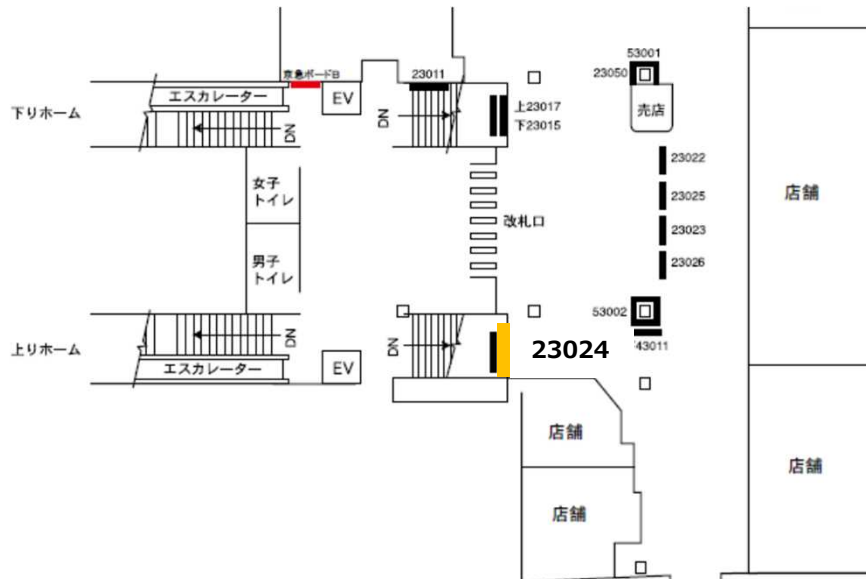 53001
京急ボードB
23011
23050
エスカレーター
EV
下りホーム
DN
DN
上23017
下23015
売店
23022
女子
トイレ
23025
店舗
改札口
23023
男子
トイレ
23026
53002
DN
DN
上りホーム
エスカレーター
EV
23024
43011
店舗
店舗
店舗